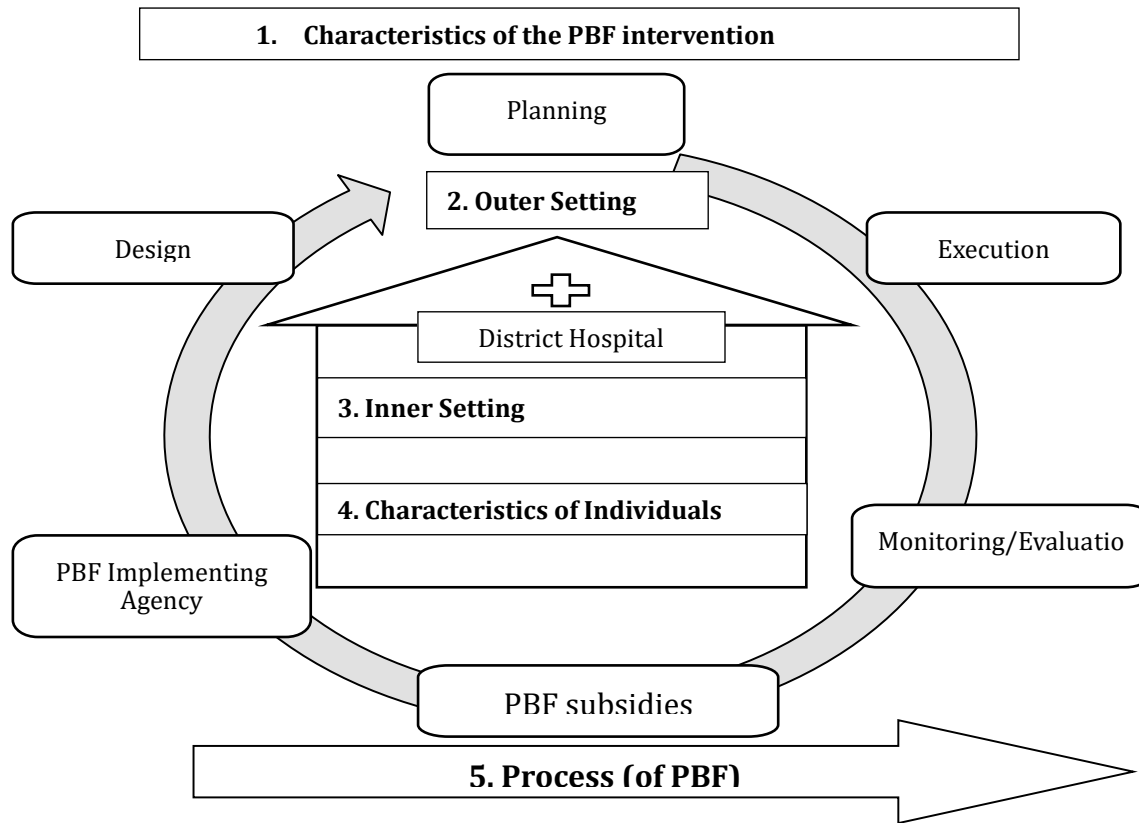 1. Characteristics of the PBF intervention
Planning
2. Outer Setting
Design
Execution
District Hospital
3. Inner Setting
4. Characteristics of Individuals
Monitoring/Evaluatio
PBF Implementing
Agency
PBF subsidies
5. Process (of PBF)